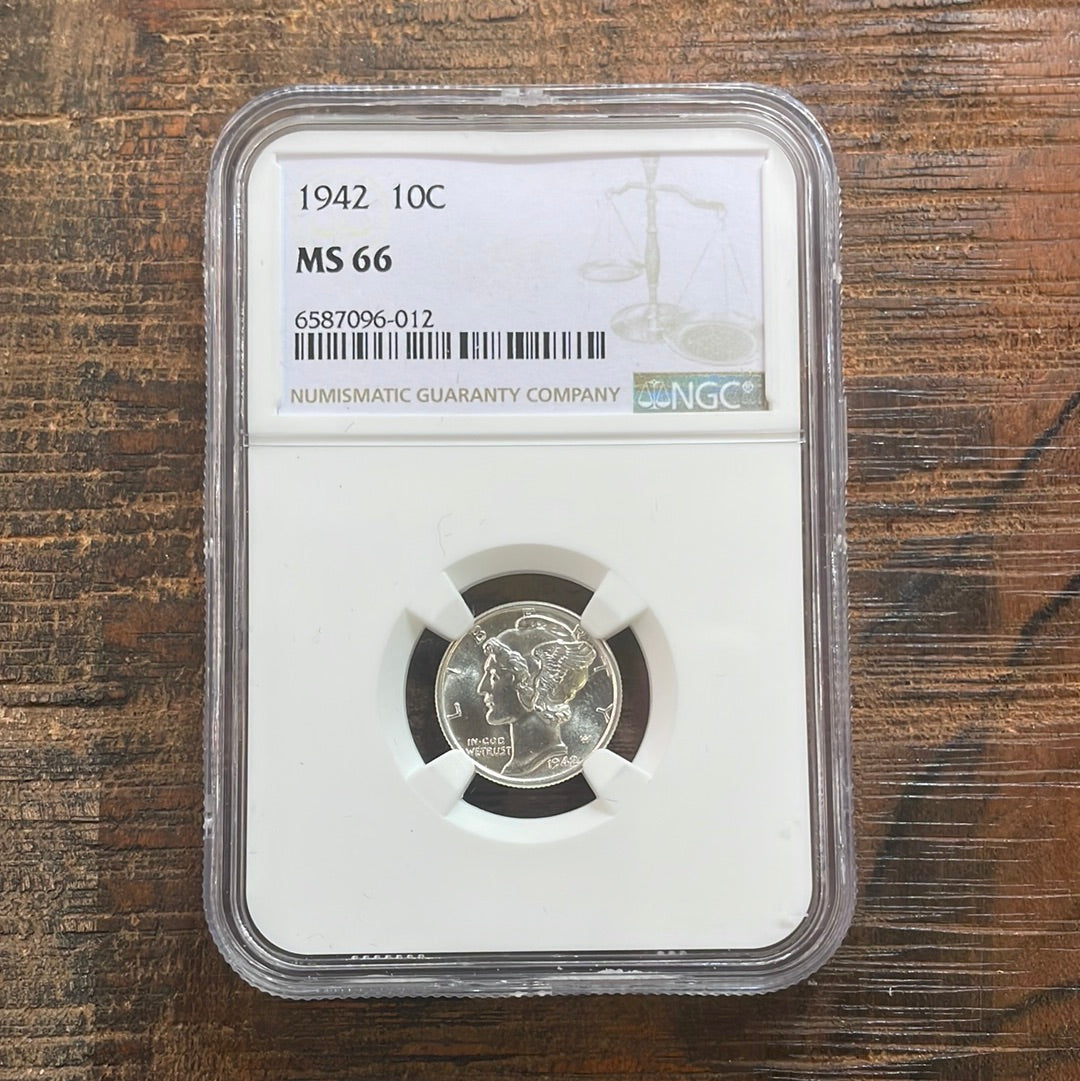 1942 10C
MS 66
6587096-012
NUMISMATIC GUARANTY COMPANY NGC®
LIBERTY
IN·GOD
WE TRUST
1942